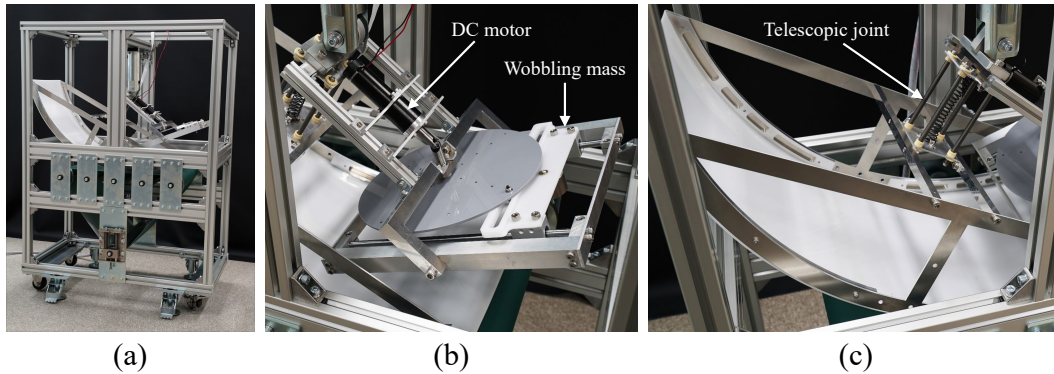 DC motor
Wobbling mass
Telescopic joint
(a)
(b)
(c)